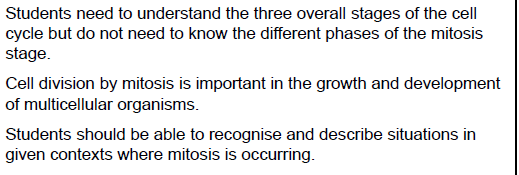 Students need to understand the three overall stages of the cell
cycle but do not need to know the different phases of the mitosis
stage.
Cell division by mitosis is important in the growth and development
of multicellular organisms.
Students should be able to recognise and describe situations in
given contexts where mitosis is occurring.